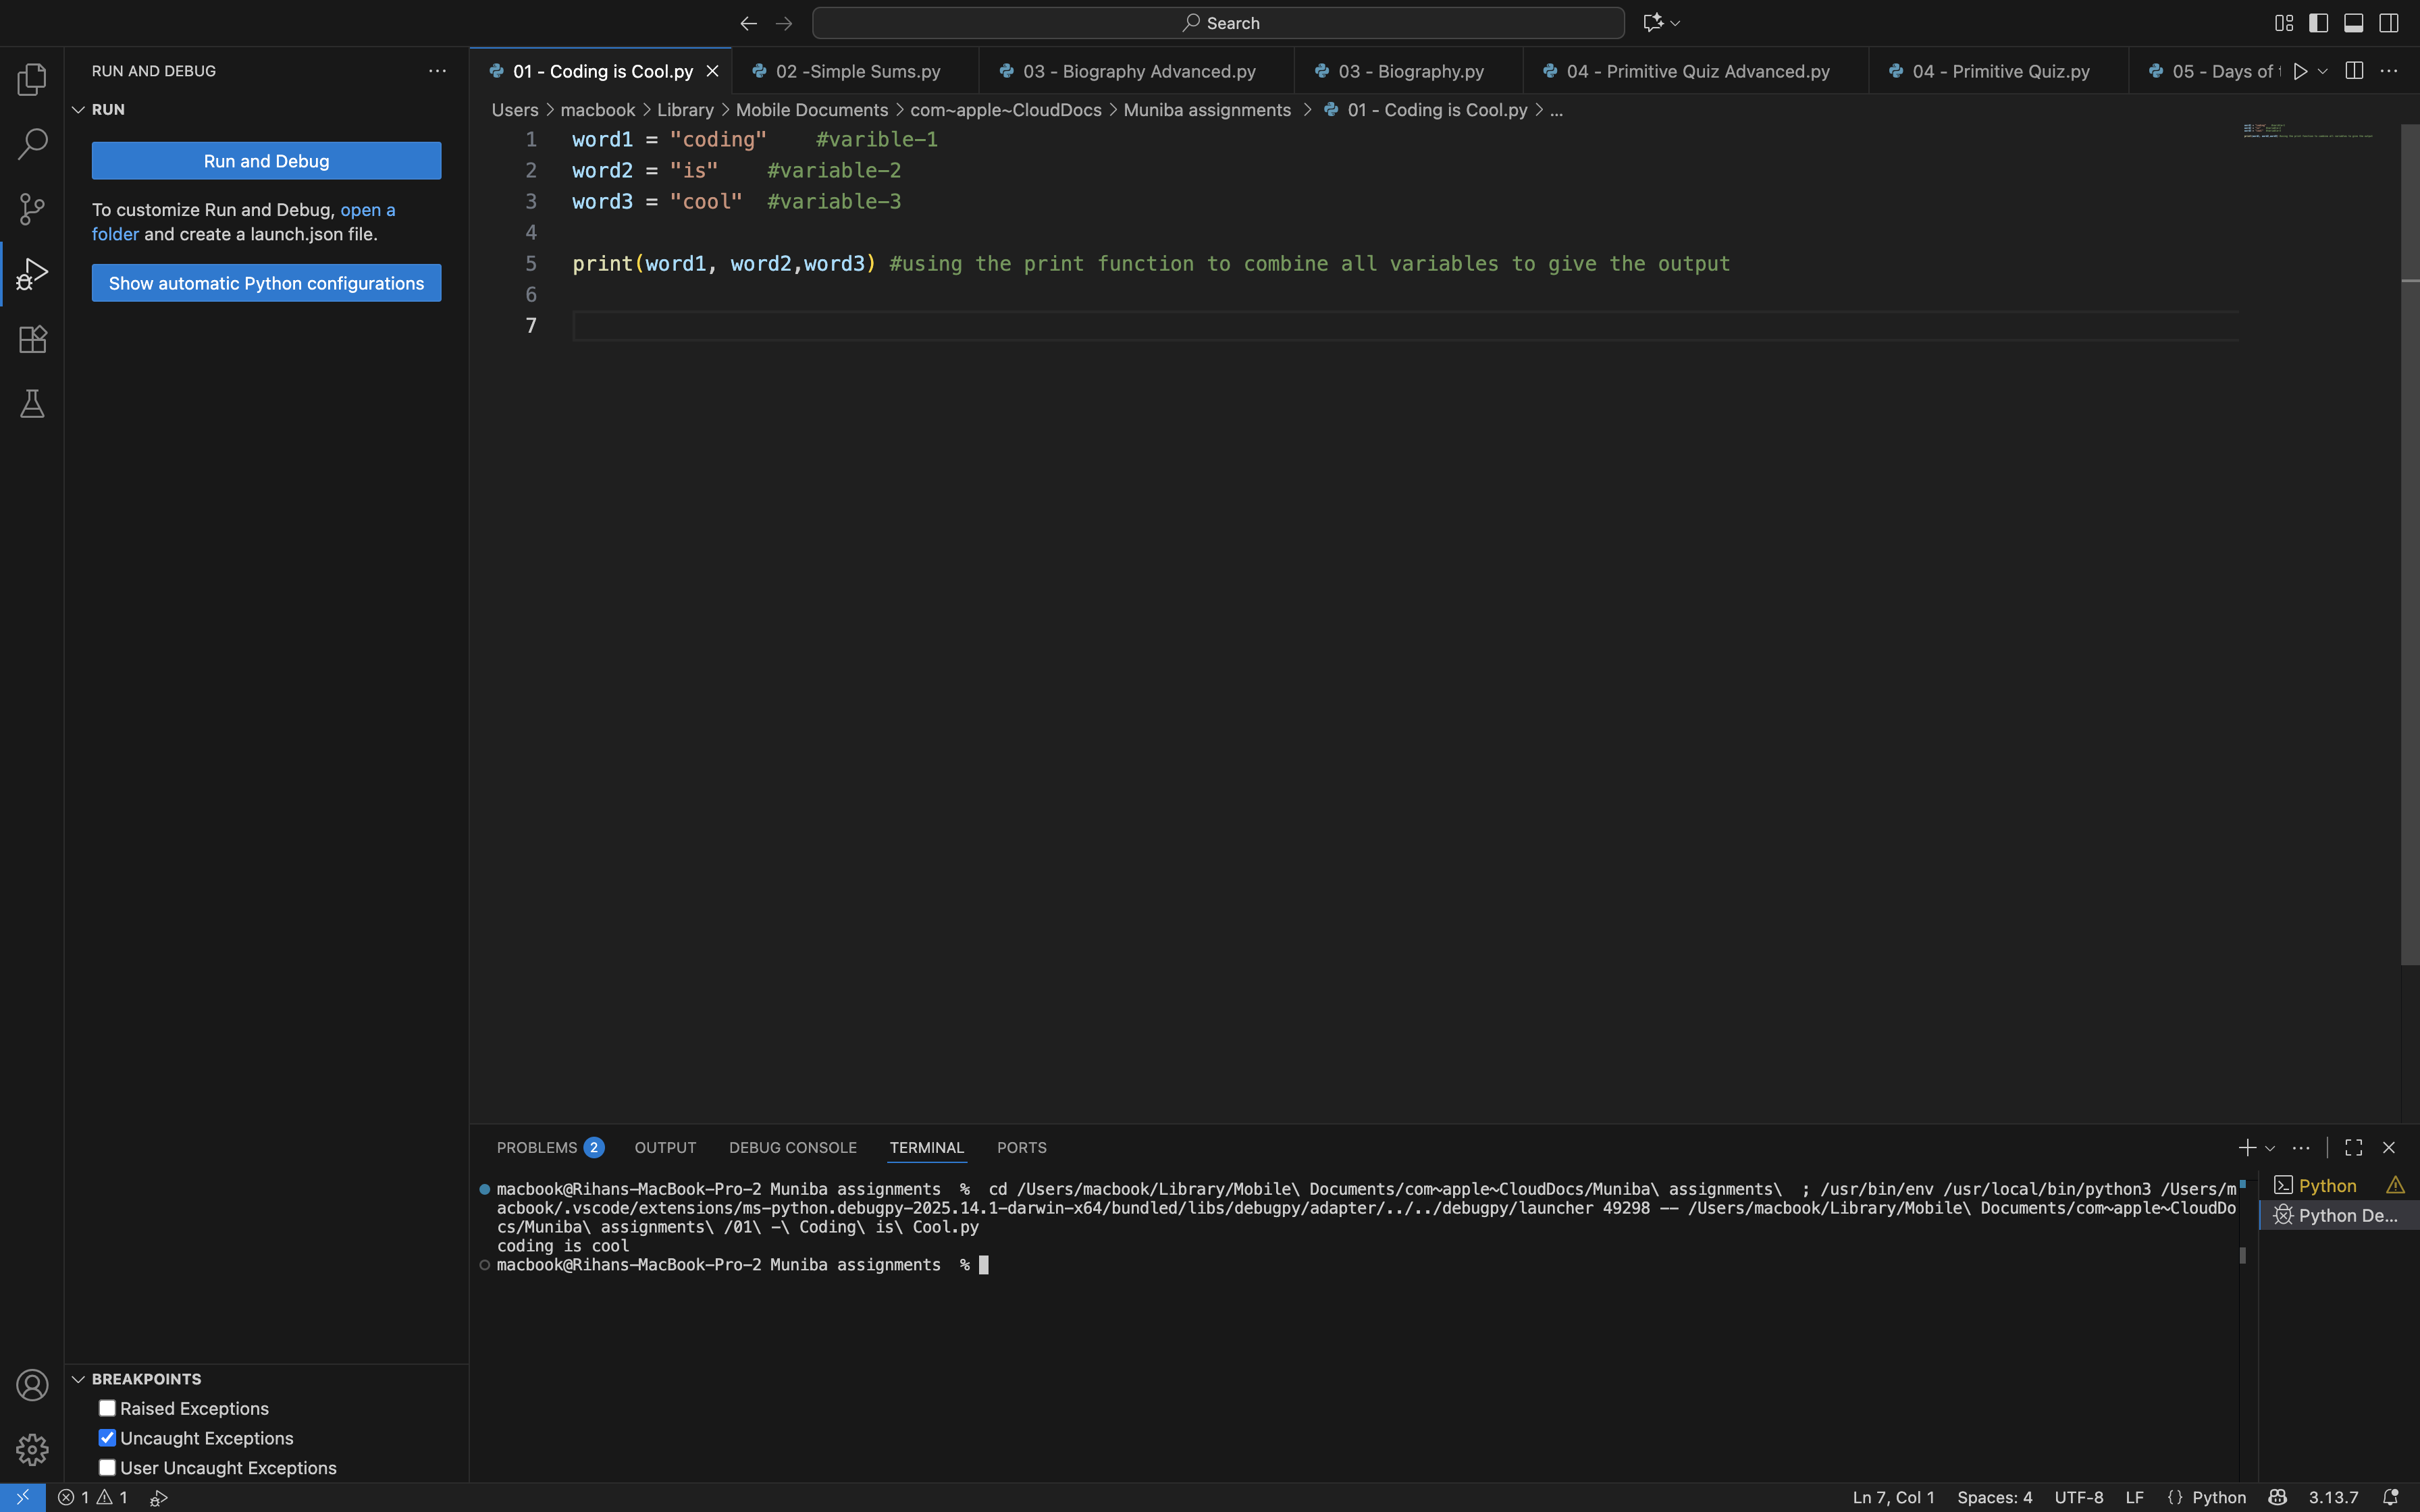 Search
RUN AND DEBUG
RUN
Run and Debug
To customize Run and Debug, open a
folder and create a launch.json file.
Show automatic Python configurations
01 - Coding is Cool.py
02 -Simple Sums.py
03 - Biography Advanced.py
03 - Biography.py
04 - Primitive Quiz Advanced.py
04 - Primitive Quiz.py
05 - Days of
Users > macbook > Library > Mobile Documents > com~apple~CloudDocs > Muniba assignments > 01 - Coding is Cool.py > ...
1 word1 = "coding"    #varible-1
2 word2 = "is"    #variable-2
3 word3 = "cool"  #variable-3
4
5 print(word1, word2,word3) #using the print function to combine all variables to give the output
6
7
PROBLEMS 2 OUTPUT DEBUG CONSOLE TERMINAL PORTS
macbook@Rihans-MacBook-Pro-2 Muniba assignments  %  cd /Users/macbook/Library/Mobile\ Documents/com~apple~CloudDocs/Muniba\ assignments\  ; /usr/bin/env /usr/local/bin/python3 /Users/m
acbook/.vscode/extensions/ms-python.debugpy-2025.14.1-darwin-x64/bundled/libs/debugpy/adapter/../../debugpy/launcher 49298 -- /Users/macbook/Library/Mobile\ Documents/com~apple~CloudDo
cs/Muniba\ assignments\ /01\ -\ Coding\ is\ Cool.py
coding is cool
macbook@Rihans-MacBook-Pro-2 Muniba assignments  %
Python
Python De...
BREAKPOINTS
Raised Exceptions
Uncaught Exceptions
User Uncaught Exceptions
1 1
Ln 7, Col 1 Spaces: 4 UTF-8 LF {} Python 3.13.7